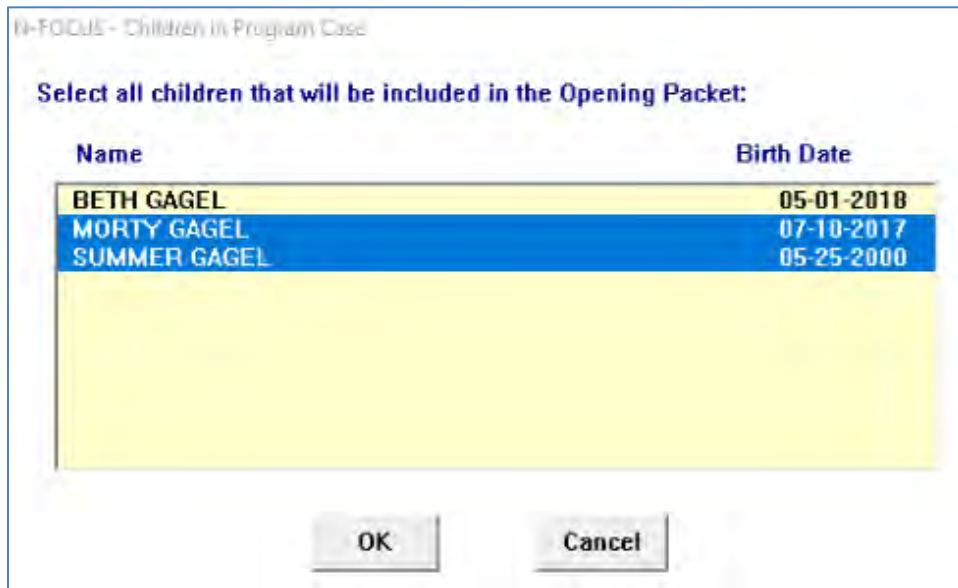 N-FOCUS - Children in Program Case
Select all children that will be included in the Opening Packet:
Name Birth Date
BETH GAGEL 05-01-2018
MORTY GAGEL 07-10-2017
SUMMER GAGEL 05-25-2000
OK Cancel